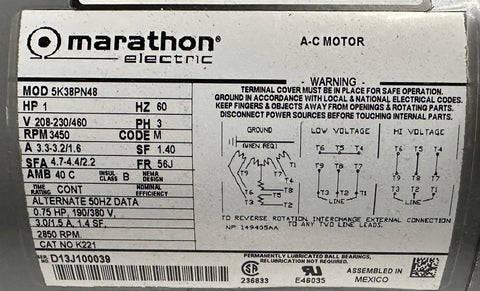 marathon®
electric
A-C MOTOR
MOD 5K38PN48
HP 1 HZ 60
V 208-230/460 PH 3
RPM 3450 CODE M
A 3.3-3.2/1.6 SF 1.40
SFA 4.7-4.4/2.2 FR 56J
AMB 40 C INSUL CLASS B NEMA DESIGN
TIME RATING CONT NEMA NOM EFFICIENCY
ALTERNATE 50HZ DATA
0.75 HP, 190/380 V.
3.0/1.5 A, 1.4 SF,
2850 RPM.
CAT NO K221
D13J100039
WARNING
TERMINAL COVER MUST BE IN PLACE FOR SAFE OPERATION.
GROUND IN ACCORDANCE WITH LOCAL AND NATIONAL ELECTRICAL CODES.
KEEP FINGERS & OBJECTS AWAY FROM OPENINGS & ROTATING PARTS.
DISCONNECT POWER SOURCES BEFORE TOUCHING INTERNAL PARTS.
GROUND LOW VOLTAGE HI VOLTAGE
(WHEN REQ)
T6 T4 T5 T6 T4 T5
T9 T7 T8 T9 T7 T8
T3 T2 T1 T3 T2 T1
LINE LINE
TO REVERSE ROTATION INTERCHANGE EXTERNAL CONNECTION
NP 149405AA TO ANY TWO LINE LEADS.
PERMANENTLY LUBRICATED BALL BEARINGS.
RELUBRICATION NOT REQUIRED.
236833 E46035
ASSEMBLED IN
MEXICO